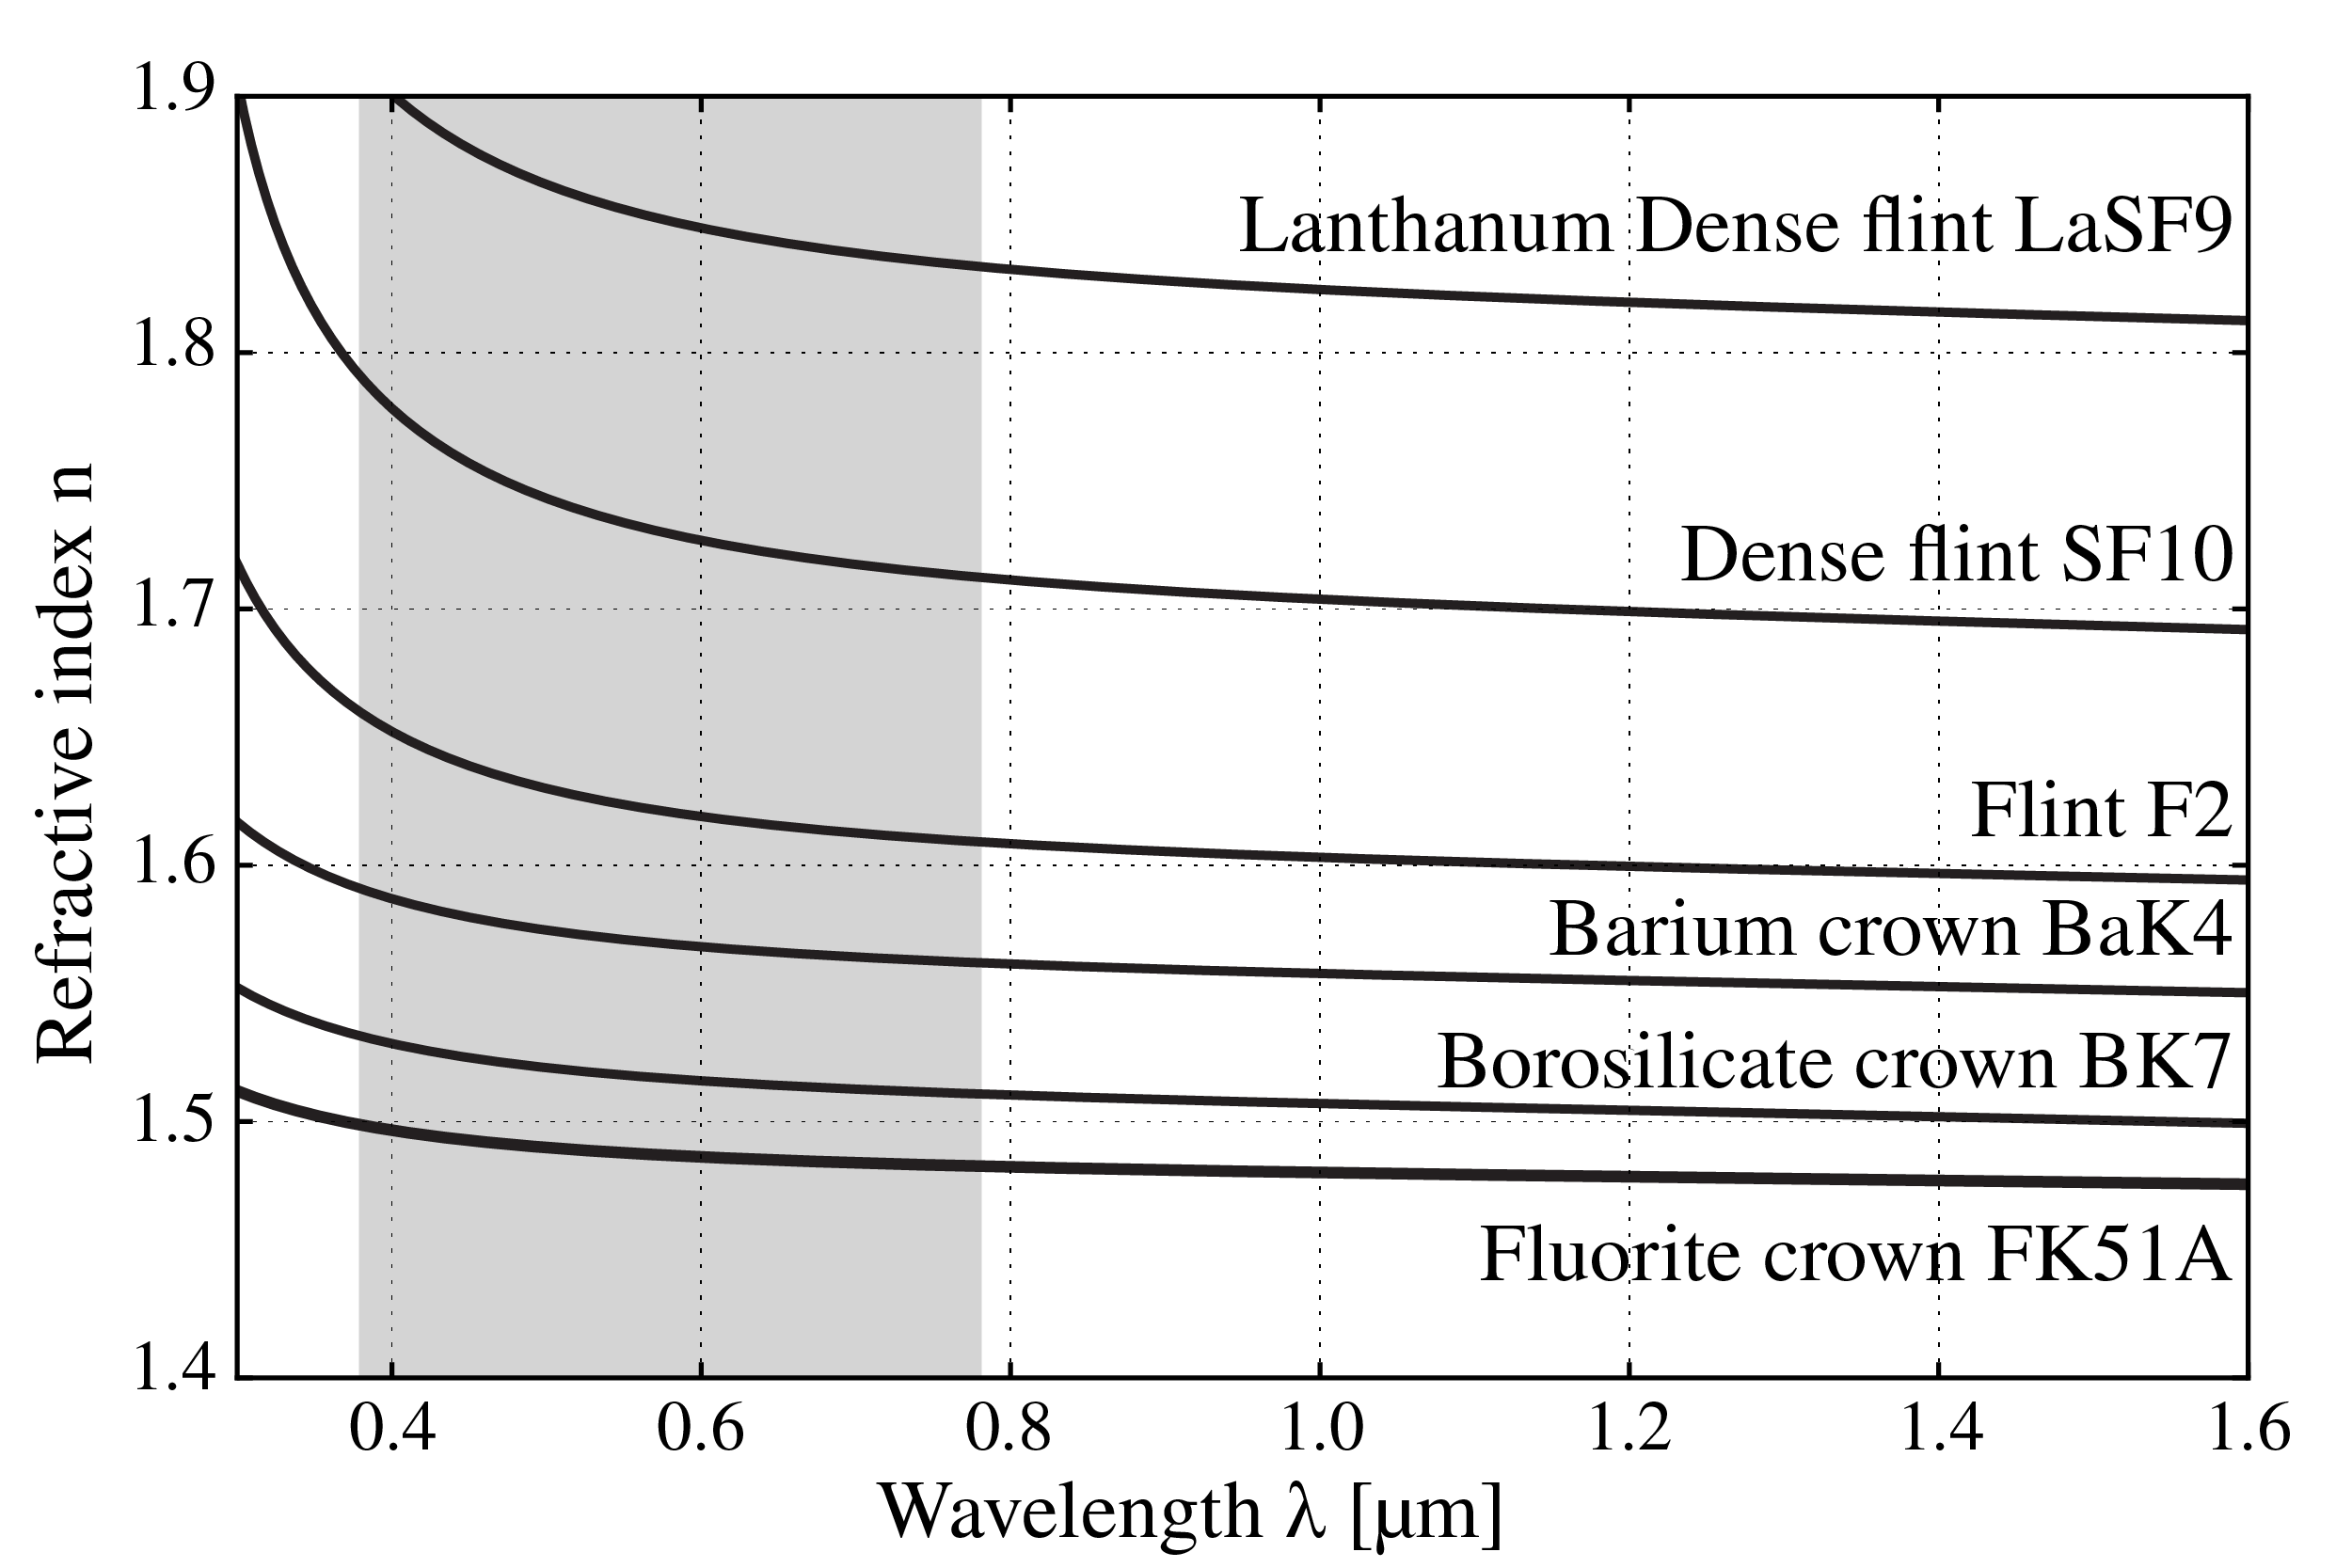 1.9
1.8
1.7
1.6
1.5
1.4
Refractive index n
Lanthanum Dense flint LaSF9
Dense flint SF10
Flint F2
Barium crown BaK4
Borosilicate crown BK7
Fluorite crown FK51A
0.4 0.6 0.8 1.0 1.2 1.4 1.6
Wavelength λ [µm]